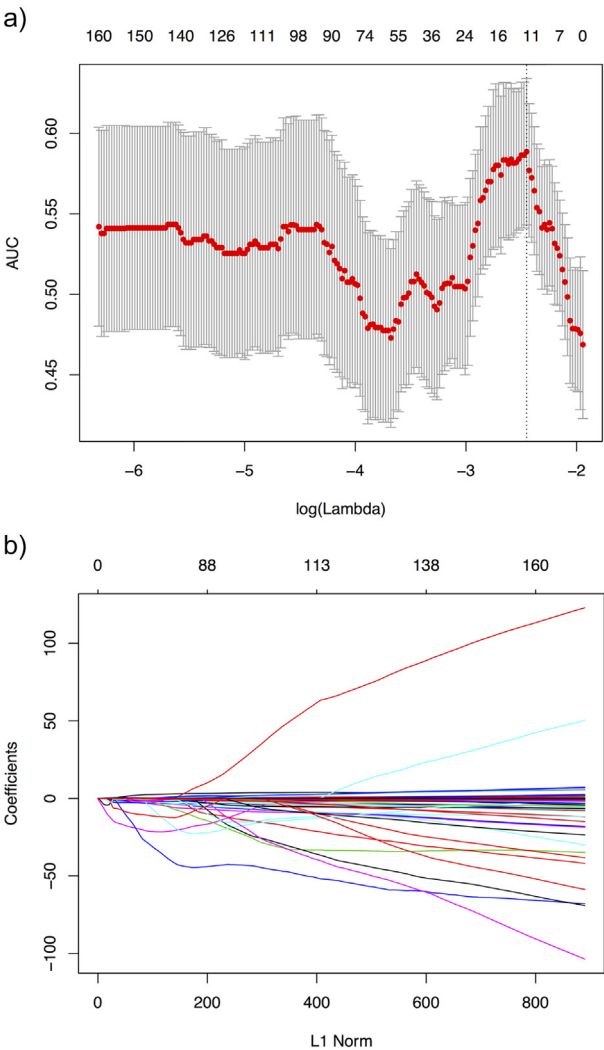 a)
160 150 140 126 111 98 90 74 55 36 24 16 11 7 0
0.60
0.55
0.50
0.45
AUC
−6 −5 −4 −3 −2
log(Lambda)
b)
0 88 113 138 160
100
50
0
−50
−100
Coefficients
0 200 400 600 800
L1 Norm